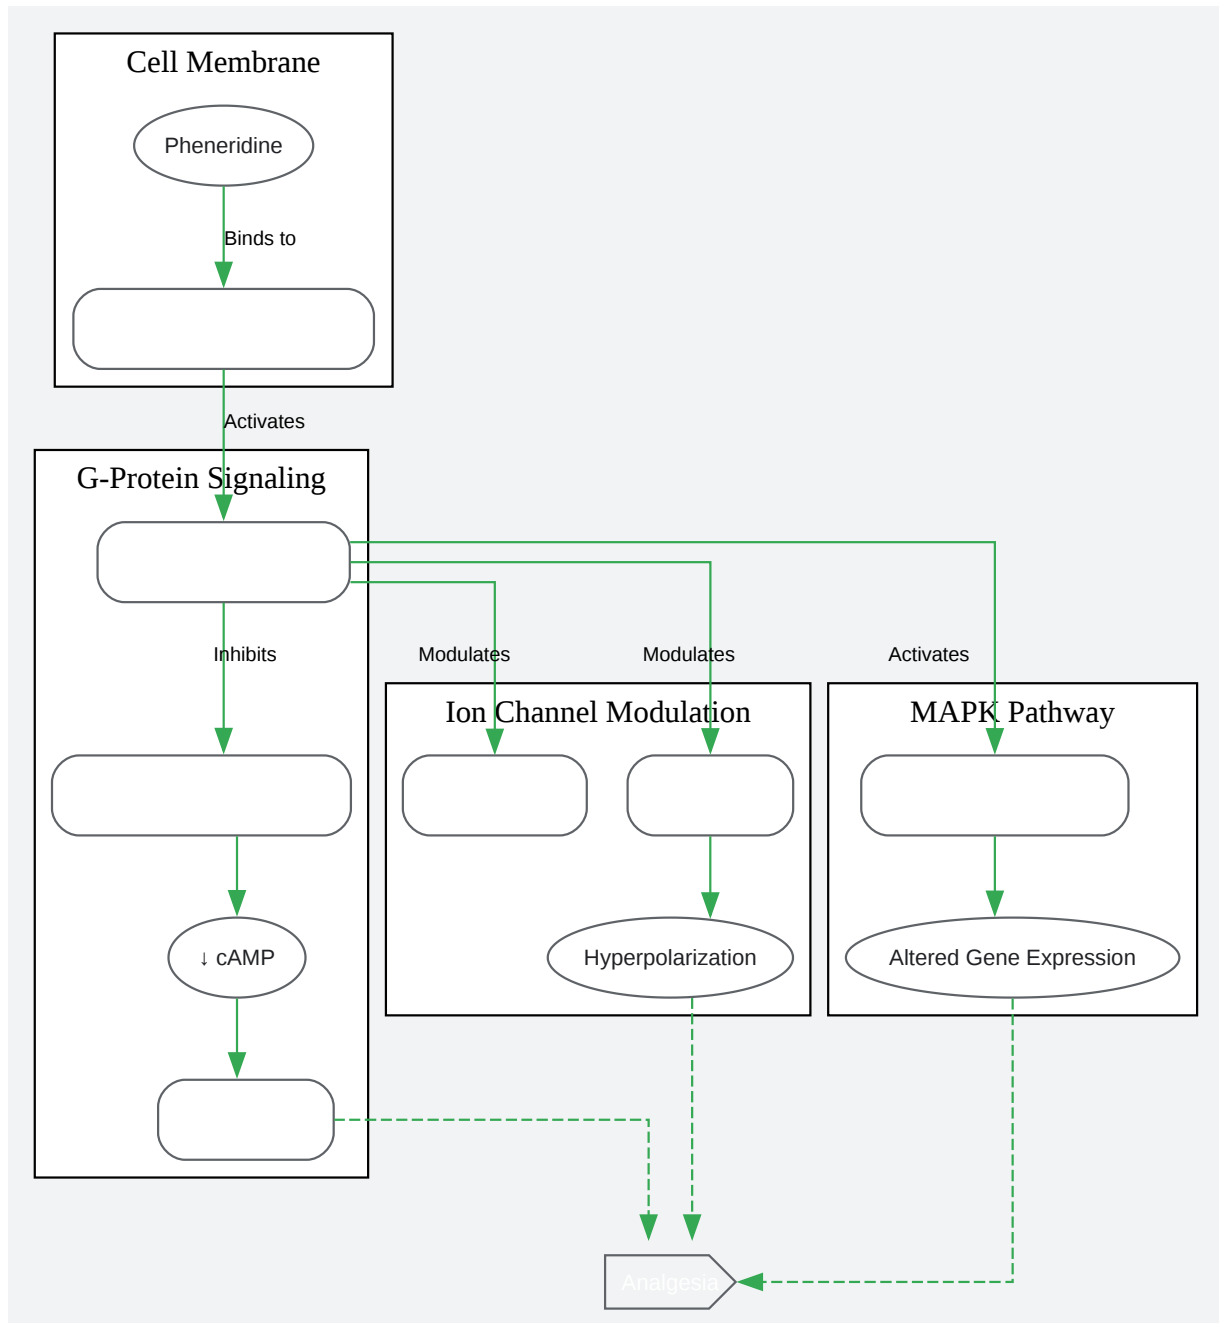 Cell Membrane
Pheneridine
Binds to
Activates
G-Protein Signaling
Inhibits
Modulates
Modulates
Activates
Ion Channel Modulation
MAPK Pathway
↓ cAMP
Hyperpolarization
Altered Gene Expression
Analgesia